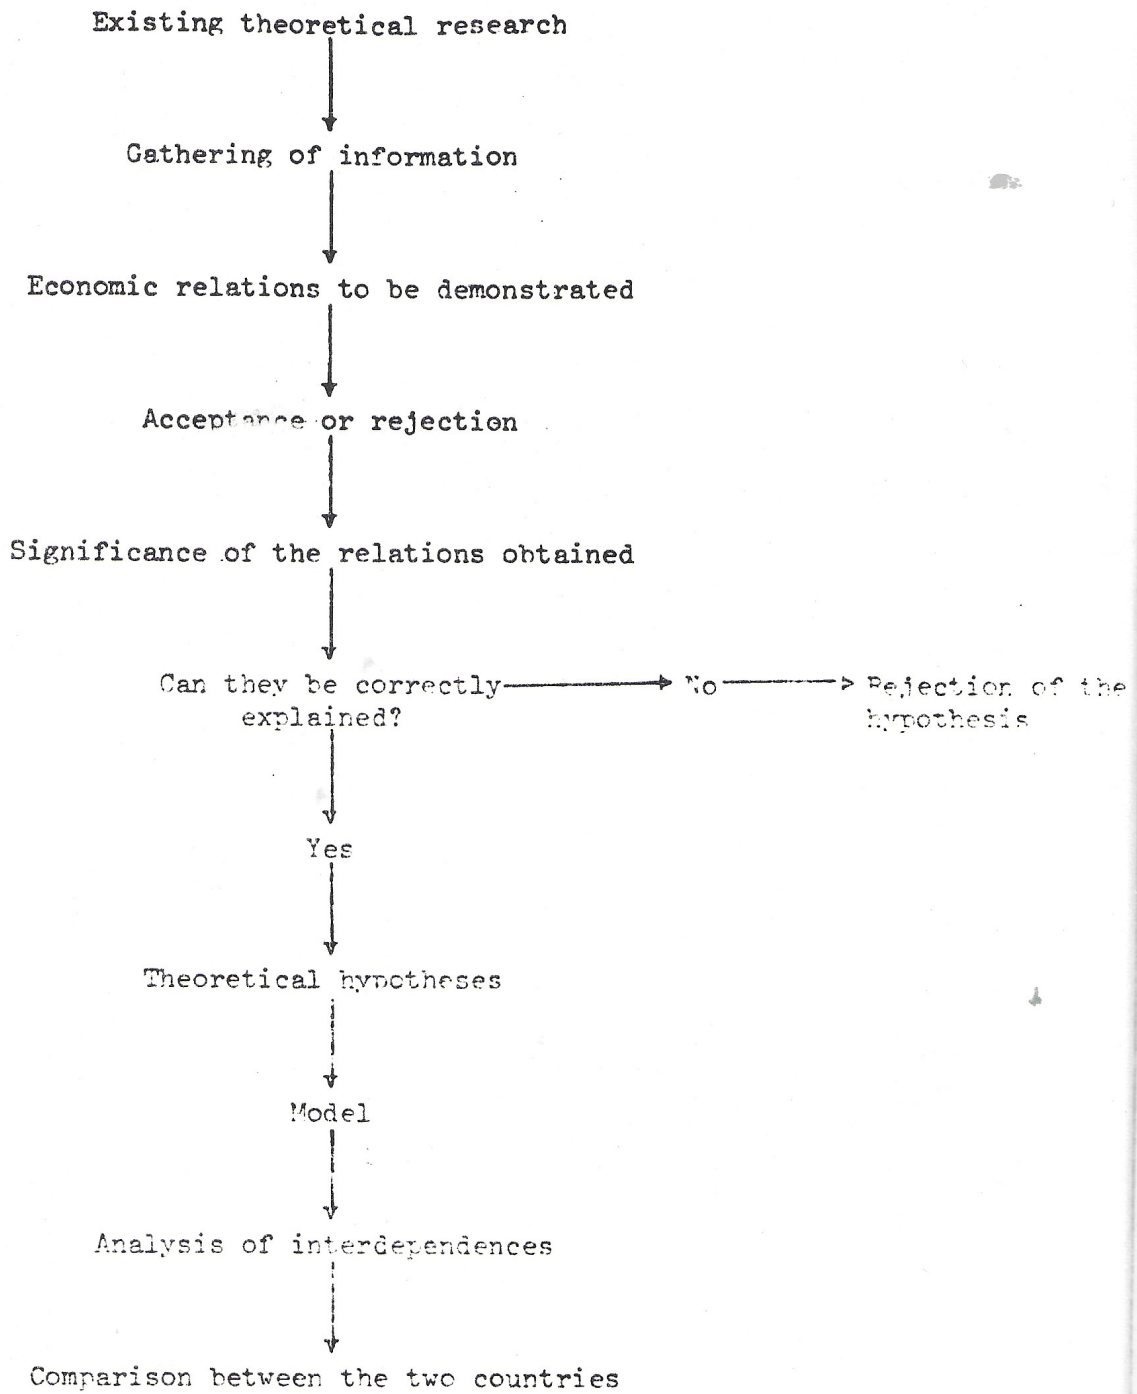 Existing theoretical research
Gathering of information
Economic relations to be demonstrated
Acceptance or rejection
Significance of the relations obtained
Can they be correctly
explained?
No
Rejection of the
hypothesis
Yes
Theoretical hypotheses
Model
Analysis of interdependences
Comparison between the two countries